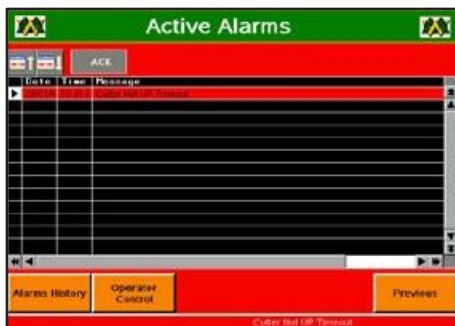 Active Alarms
ACK
Date Time Message
Cutter Not UP Timeout
Alarms History
Operator
Control
Previous
Cutter Not UP Timeout